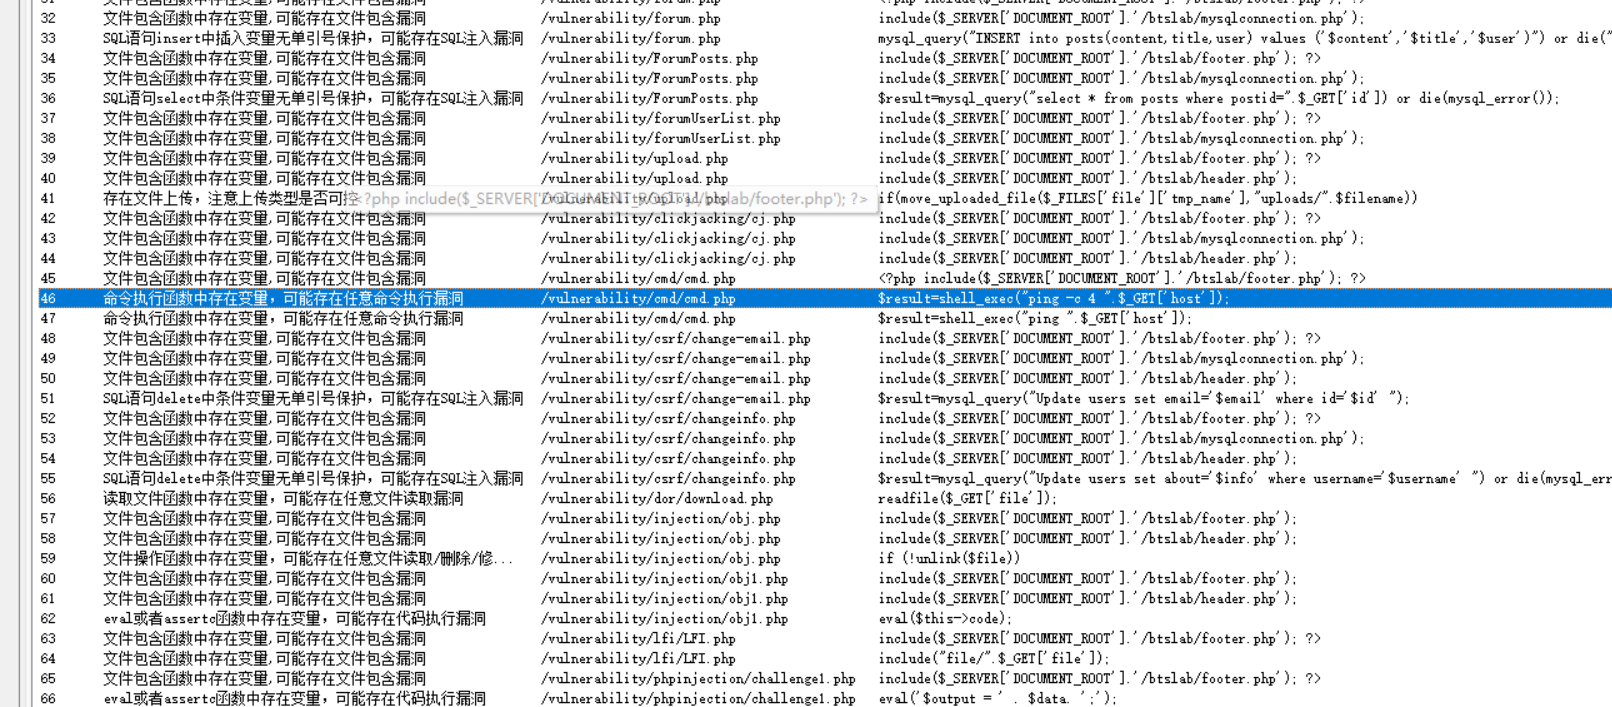 32 文件包含函数中存在变量,可能存在文件包含漏洞 /vulnerability/forum.php include($_SERVER['DOCUMENT_ROOT'].'/btslab/mysqlconnection.php');
33 SQL语句insert中插入变量无单引号保护，可能存在SQL注入漏洞 /vulnerability/forum.php mysql_query("INSERT into posts(content,title,user) values ('$content','$title','$user')") or die("
34 文件包含函数中存在变量,可能存在文件包含漏洞 /vulnerability/ForumPosts.php include($_SERVER['DOCUMENT_ROOT'].'/btslab/footer.php'); ?>
35 文件包含函数中存在变量,可能存在文件包含漏洞 /vulnerability/ForumPosts.php include($_SERVER['DOCUMENT_ROOT'].'/btslab/mysqlconnection.php');
36 SQL语句select中条件变量无单引号保护，可能存在SQL注入漏洞 /vulnerability/ForumPosts.php $result=mysql_query("select * from posts where postid=".$_GET['id']) or die(mysql_error());
37 文件包含函数中存在变量,可能存在文件包含漏洞 /vulnerability/forumUserList.php include($_SERVER['DOCUMENT_ROOT'].'/btslab/footer.php'); ?>
38 文件包含函数中存在变量,可能存在文件包含漏洞 /vulnerability/forumUserList.php include($_SERVER['DOCUMENT_ROOT'].'/btslab/mysqlconnection.php');
39 文件包含函数中存在变量,可能存在文件包含漏洞 /vulnerability/upload.php include($_SERVER['DOCUMENT_ROOT'].'/btslab/footer.php'); ?>
40 文件包含函数中存在变量,可能存在文件包含漏洞 /vulnerability/upload.php include($_SERVER['DOCUMENT_ROOT'].'/btslab/header.php');
41 存在文件上传，注意上传类型是否可控 <?php include($_SERVER['DOCUMENT_ROOT'].'/btslab/footer.php'); ?> if(move_uploaded_file($_FILES['file']['tmp_name'],"uploads/".$filename))
42 文件包含函数中存在变量,可能存在文件包含漏洞 /vulnerability/clickjacking/cj.php include($_SERVER['DOCUMENT_ROOT'].'/btslab/footer.php'); ?>
43 文件包含函数中存在变量,可能存在文件包含漏洞 /vulnerability/clickjacking/cj.php include($_SERVER['DOCUMENT_ROOT'].'/btslab/mysqlconnection.php');
44 文件包含函数中存在变量,可能存在文件包含漏洞 /vulnerability/clickjacking/cj.php include($_SERVER['DOCUMENT_ROOT'].'/btslab/header.php');
45 文件包含函数中存在变量,可能存在文件包含漏洞 /vulnerability/cmd/cmd.php <?php include($_SERVER['DOCUMENT_ROOT'].'/btslab/footer.php'); ?>
46 命令执行函数中存在变量，可能存在任意命令执行漏洞 /vulnerability/cmd/cmd.php $result=shell_exec("ping -c 4 ".$_GET['host']);
47 命令执行函数中存在变量，可能存在任意命令执行漏洞 /vulnerability/cmd/cmd.php $result=shell_exec("ping ".$_GET['host']);
48 文件包含函数中存在变量,可能存在文件包含漏洞 /vulnerability/csrf/change-email.php include($_SERVER['DOCUMENT_ROOT'].'/btslab/footer.php'); ?>
49 文件包含函数中存在变量,可能存在文件包含漏洞 /vulnerability/csrf/change-email.php include($_SERVER['DOCUMENT_ROOT'].'/btslab/mysqlconnection.php');
50 文件包含函数中存在变量,可能存在文件包含漏洞 /vulnerability/csrf/change-email.php include($_SERVER['DOCUMENT_ROOT'].'/btslab/header.php');
51 SQL语句delete中条件变量无单引号保护，可能存在SQL注入漏洞 /vulnerability/csrf/change-email.php $result=mysql_query("Update users set email='$email' where id='$id' ");
52 文件包含函数中存在变量,可能存在文件包含漏洞 /vulnerability/csrf/changeinfo.php include($_SERVER['DOCUMENT_ROOT'].'/btslab/footer.php'); ?>
53 文件包含函数中存在变量,可能存在文件包含漏洞 /vulnerability/csrf/changeinfo.php include($_SERVER['DOCUMENT_ROOT'].'/btslab/mysqlconnection.php');
54 文件包含函数中存在变量,可能存在文件包含漏洞 /vulnerability/csrf/changeinfo.php include($_SERVER['DOCUMENT_ROOT'].'/btslab/header.php');
55 SQL语句delete中条件变量无单引号保护，可能存在SQL注入漏洞 /vulnerability/csrf/changeinfo.php $result=mysql_query("Update users set about='$info' where username='$username' ") or die(mysql_err
56 读取文件函数中存在变量，可能存在任意文件读取漏洞 /vulnerability/dor/download.php readfile($_GET['file']);
57 文件包含函数中存在变量,可能存在文件包含漏洞 /vulnerability/injection/obj.php include($_SERVER['DOCUMENT_ROOT'].'/btslab/footer.php');
58 文件包含函数中存在变量,可能存在文件包含漏洞 /vulnerability/injection/obj.php include($_SERVER['DOCUMENT_ROOT'].'/btslab/header.php');
59 文件操作函数中存在变量，可能存在任意文件读取/删除/修... /vulnerability/injection/obj.php if (!unlink($file))
60 文件包含函数中存在变量,可能存在文件包含漏洞 /vulnerability/injection/obj1.php include($_SERVER['DOCUMENT_ROOT'].'/btslab/footer.php');
61 文件包含函数中存在变量,可能存在文件包含漏洞 /vulnerability/injection/obj1.php include($_SERVER['DOCUMENT_ROOT'].'/btslab/header.php');
62 eval或者assertc函数中存在变量，可能存在代码执行漏洞 /vulnerability/injection/obj1.php eval($this->code);
63 文件包含函数中存在变量,可能存在文件包含漏洞 /vulnerability/lfi/LFI.php include($_SERVER['DOCUMENT_ROOT'].'/btslab/footer.php'); ?>
64 文件包含函数中存在变量,可能存在文件包含漏洞 /vulnerability/lfi/LFI.php include("file/".$_GET['file']);
65 文件包含函数中存在变量,可能存在文件包含漏洞 /vulnerability/phpinjection/challenge1.php include($_SERVER['DOCUMENT_ROOT'].'/btslab/footer.php'); ?>
66 eval或者assertc函数中存在变量，可能存在代码执行漏洞 /vulnerability/phpinjection/challenge1.php eval('$output = ' . $data. ';');